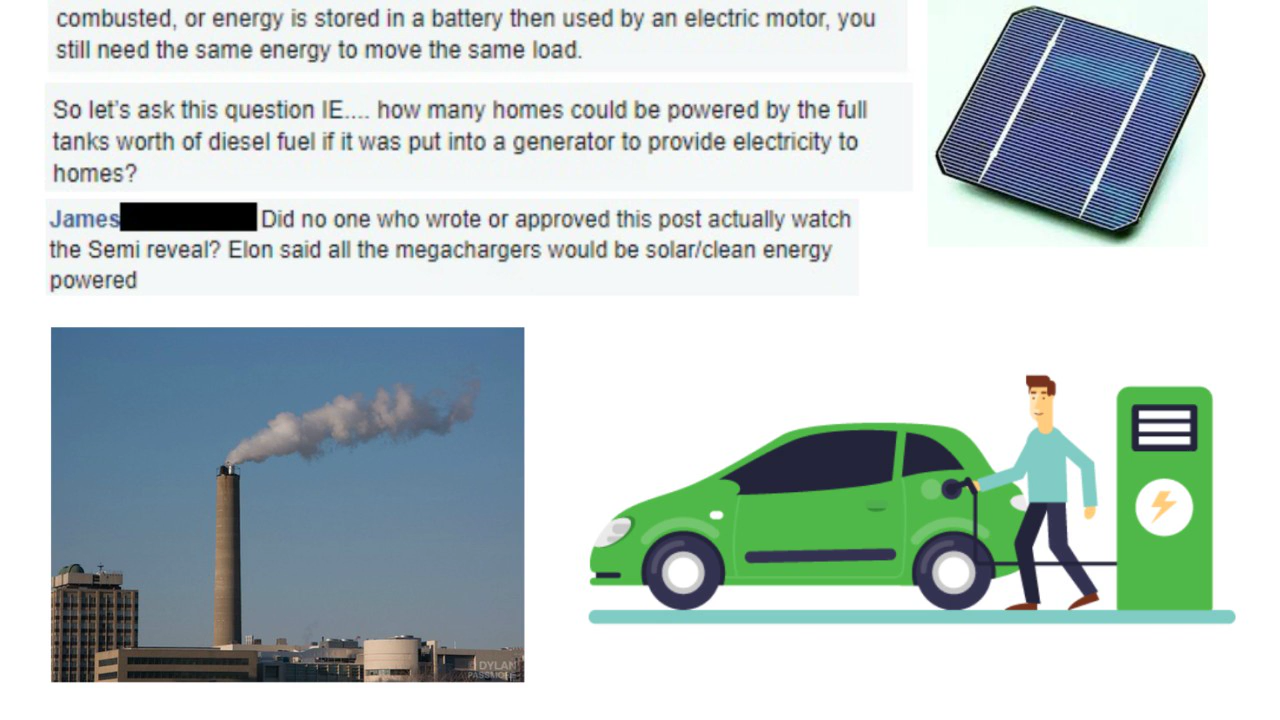 combusted, or energy is stored in a battery then used by an electric motor, you
still need the same energy to move the same load.
So let's ask this question IE.... how many homes could be powered by the full
tanks worth of diesel fuel if it was put into a generator to provide electricity to
homes?
James Did no one who wrote or approved this post actually watch
the Semi reveal? Elon said all the megachargers would be solar/clean energy
powered
DYLAN
PASSMORE